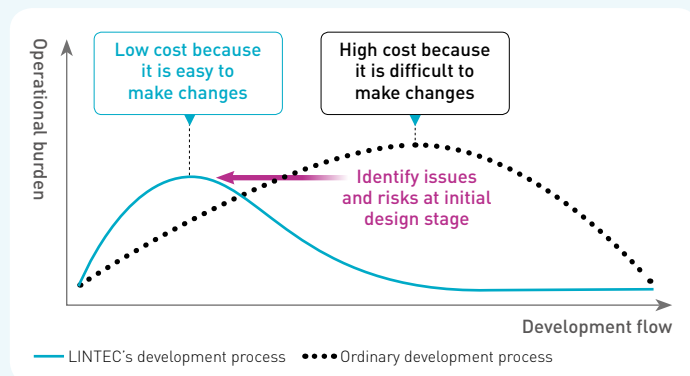 Operational burden
Low cost because
it is easy to
make changes
High cost because
it is difficult to
make changes
Identify issues
and risks at initial
design stage
Development flow
LINTEC's development process
Ordinary development process